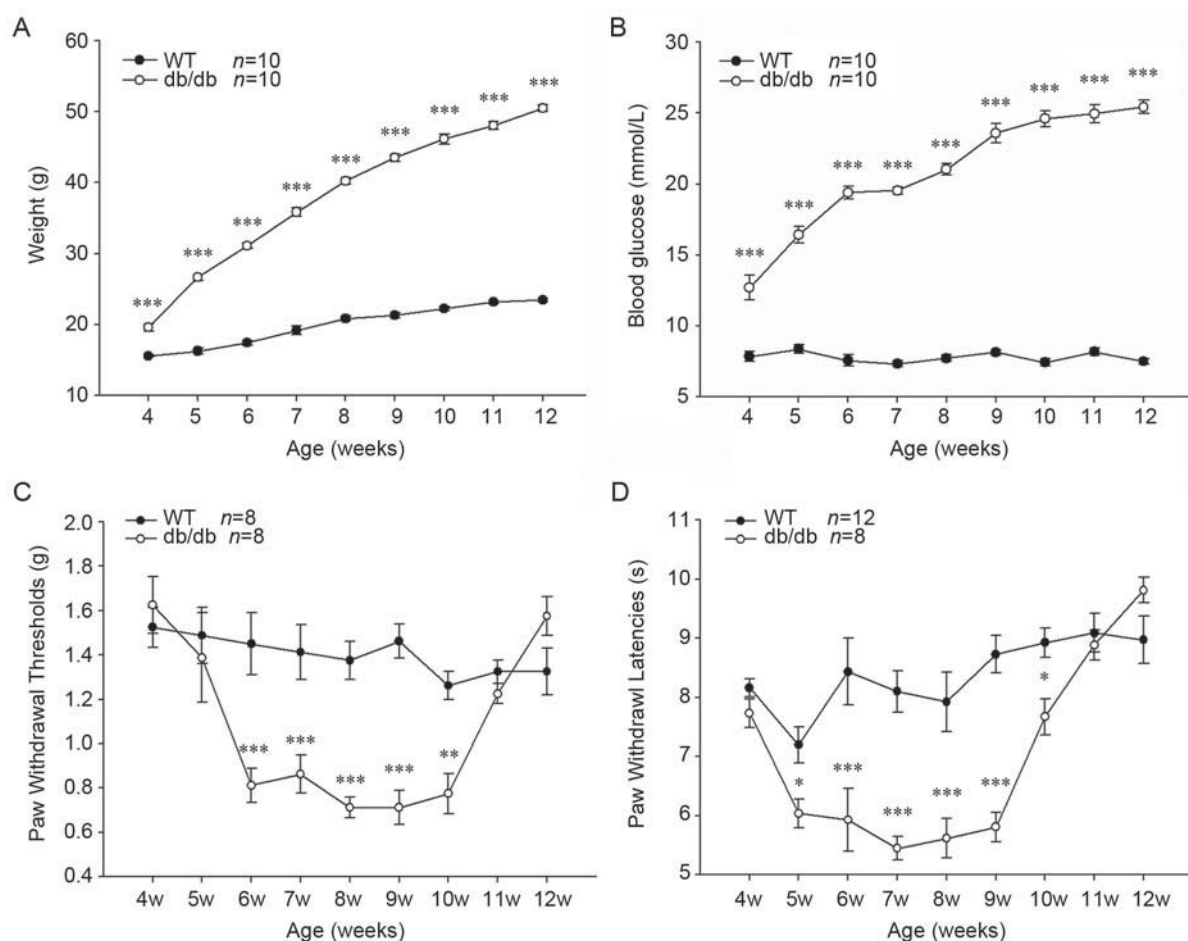 A
WT n=10
db/db n=10
60
50
40
30
20
10
Weight (g)
*** *** *** *** *** *** *** *** ***
4 5 6 7 8 9 10 11 12
Age (weeks)
B
WT n=10
db/db n=10
30
25
20
15
10
5
Blood glucose (mmol/L)
*** *** *** *** *** *** *** *** ***
4 5 6 7 8 9 10 11 12
Age (weeks)
C
WT n=8
db/db n=8
2.0
1.8
1.6
1.4
1.2
1.0
0.8
0.6
0.4
Paw Withdrawal Thresholds (g)
*** *** *** *** **
4w 5w 6w 7w 8w 9w 10w 11w 12w
Age (weeks)
D
WT n=12
db/db n=8
11
10
9
8
7
6
5
Paw Withdrawl Latencies (s)
* *** *** *** *** *
4w 5w 6w 7w 8w 9w 10w 11w 12w
Age (weeks)